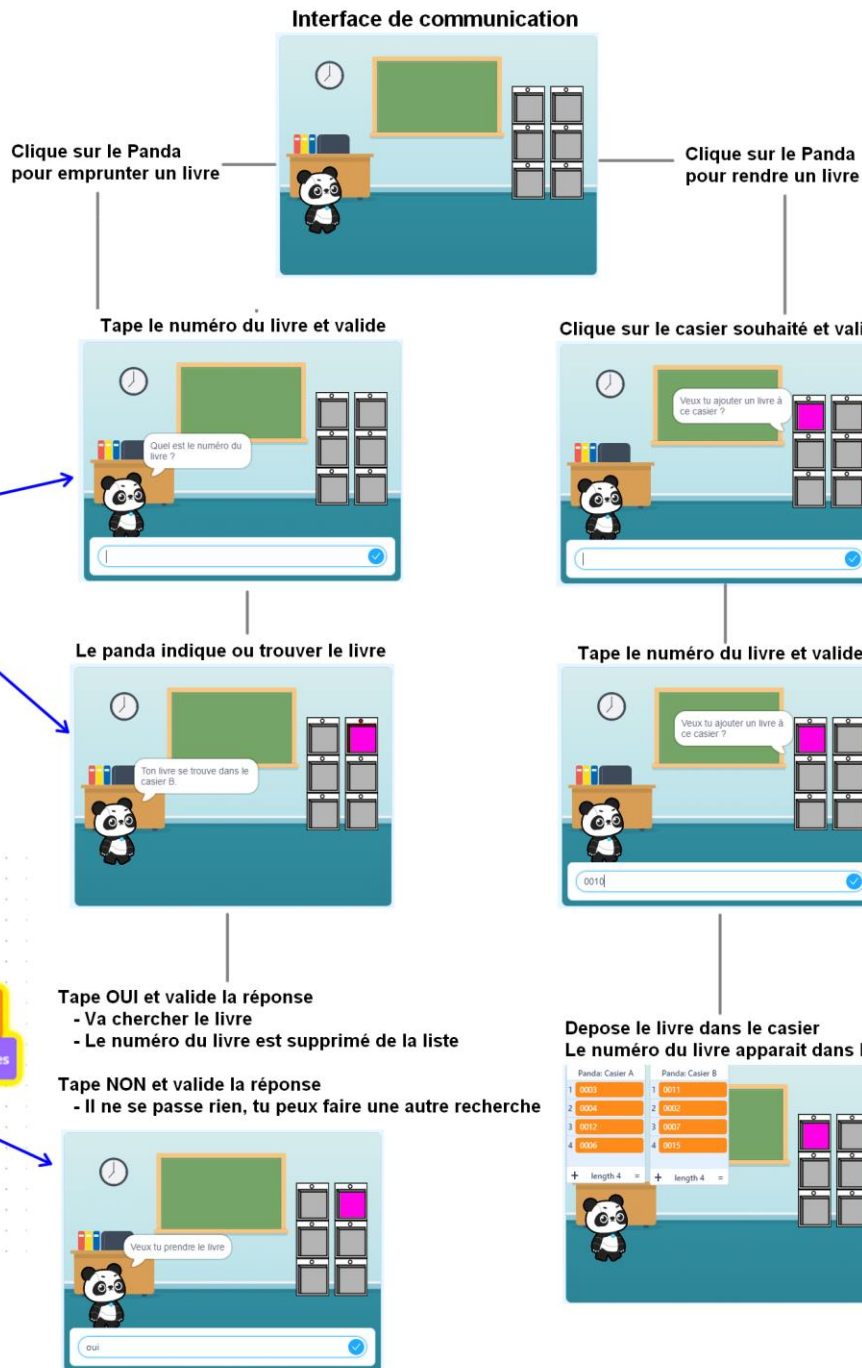 Interface de communication
Clique sur le Panda
pour emprunter un livre
Clique sur le Panda
pour rendre un livre
Tape le numéro du livre et valide
Quel est le numéro du
livre ?
Le panda indique ou trouver le livre
Ton livre se trouve dans le
casier B.
Tape OUI et valide la réponse
- Va chercher le livre
- Le numéro du livre est supprimé de la liste
Tape NON et valide la réponse
- Il ne se passe rien, tu peux faire une autre recherche
Veux tu prendre le livre
oui
Clique sur le casier souhaité et vali
Veux tu ajouter un livre à
ce casier ?
Tape le numéro du livre et valide
Veux tu ajouter un livre à
ce casier ?
0010
Depose le livre dans le casier
Le numéro du livre apparait dans l
Panda: Casier A
1 0003
2 0004
3 0012
4 0006
+ length 4 =
Panda: Casier B
1 0011
2 0002
3 0007
4 0015
+ length 4 =